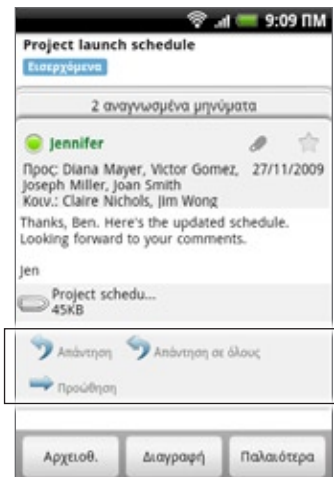 9:09 ΠΜ
Project launch schedule
Εισερχόμενα
2 αναγνωσμένα μηνύματα
Jennifer
Προς: Diana Mayer, Victor Gomez, 27/11/2009
Joseph Miller, Joan Smith
Κοιν.: Claire Nichols, Jim Wong
Thanks, Ben. Here's the updated schedule.
Looking forward to your comments.
Jen
Project schedu...
45KB
Απάντηση Απάντηση σε όλους
Προώθηση
Αρχειοθ. Διαγραφή Παλαιότερα